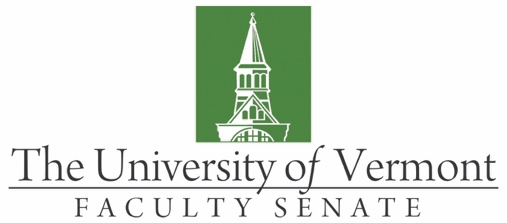 The University of Vermont
FACULTY SENATE